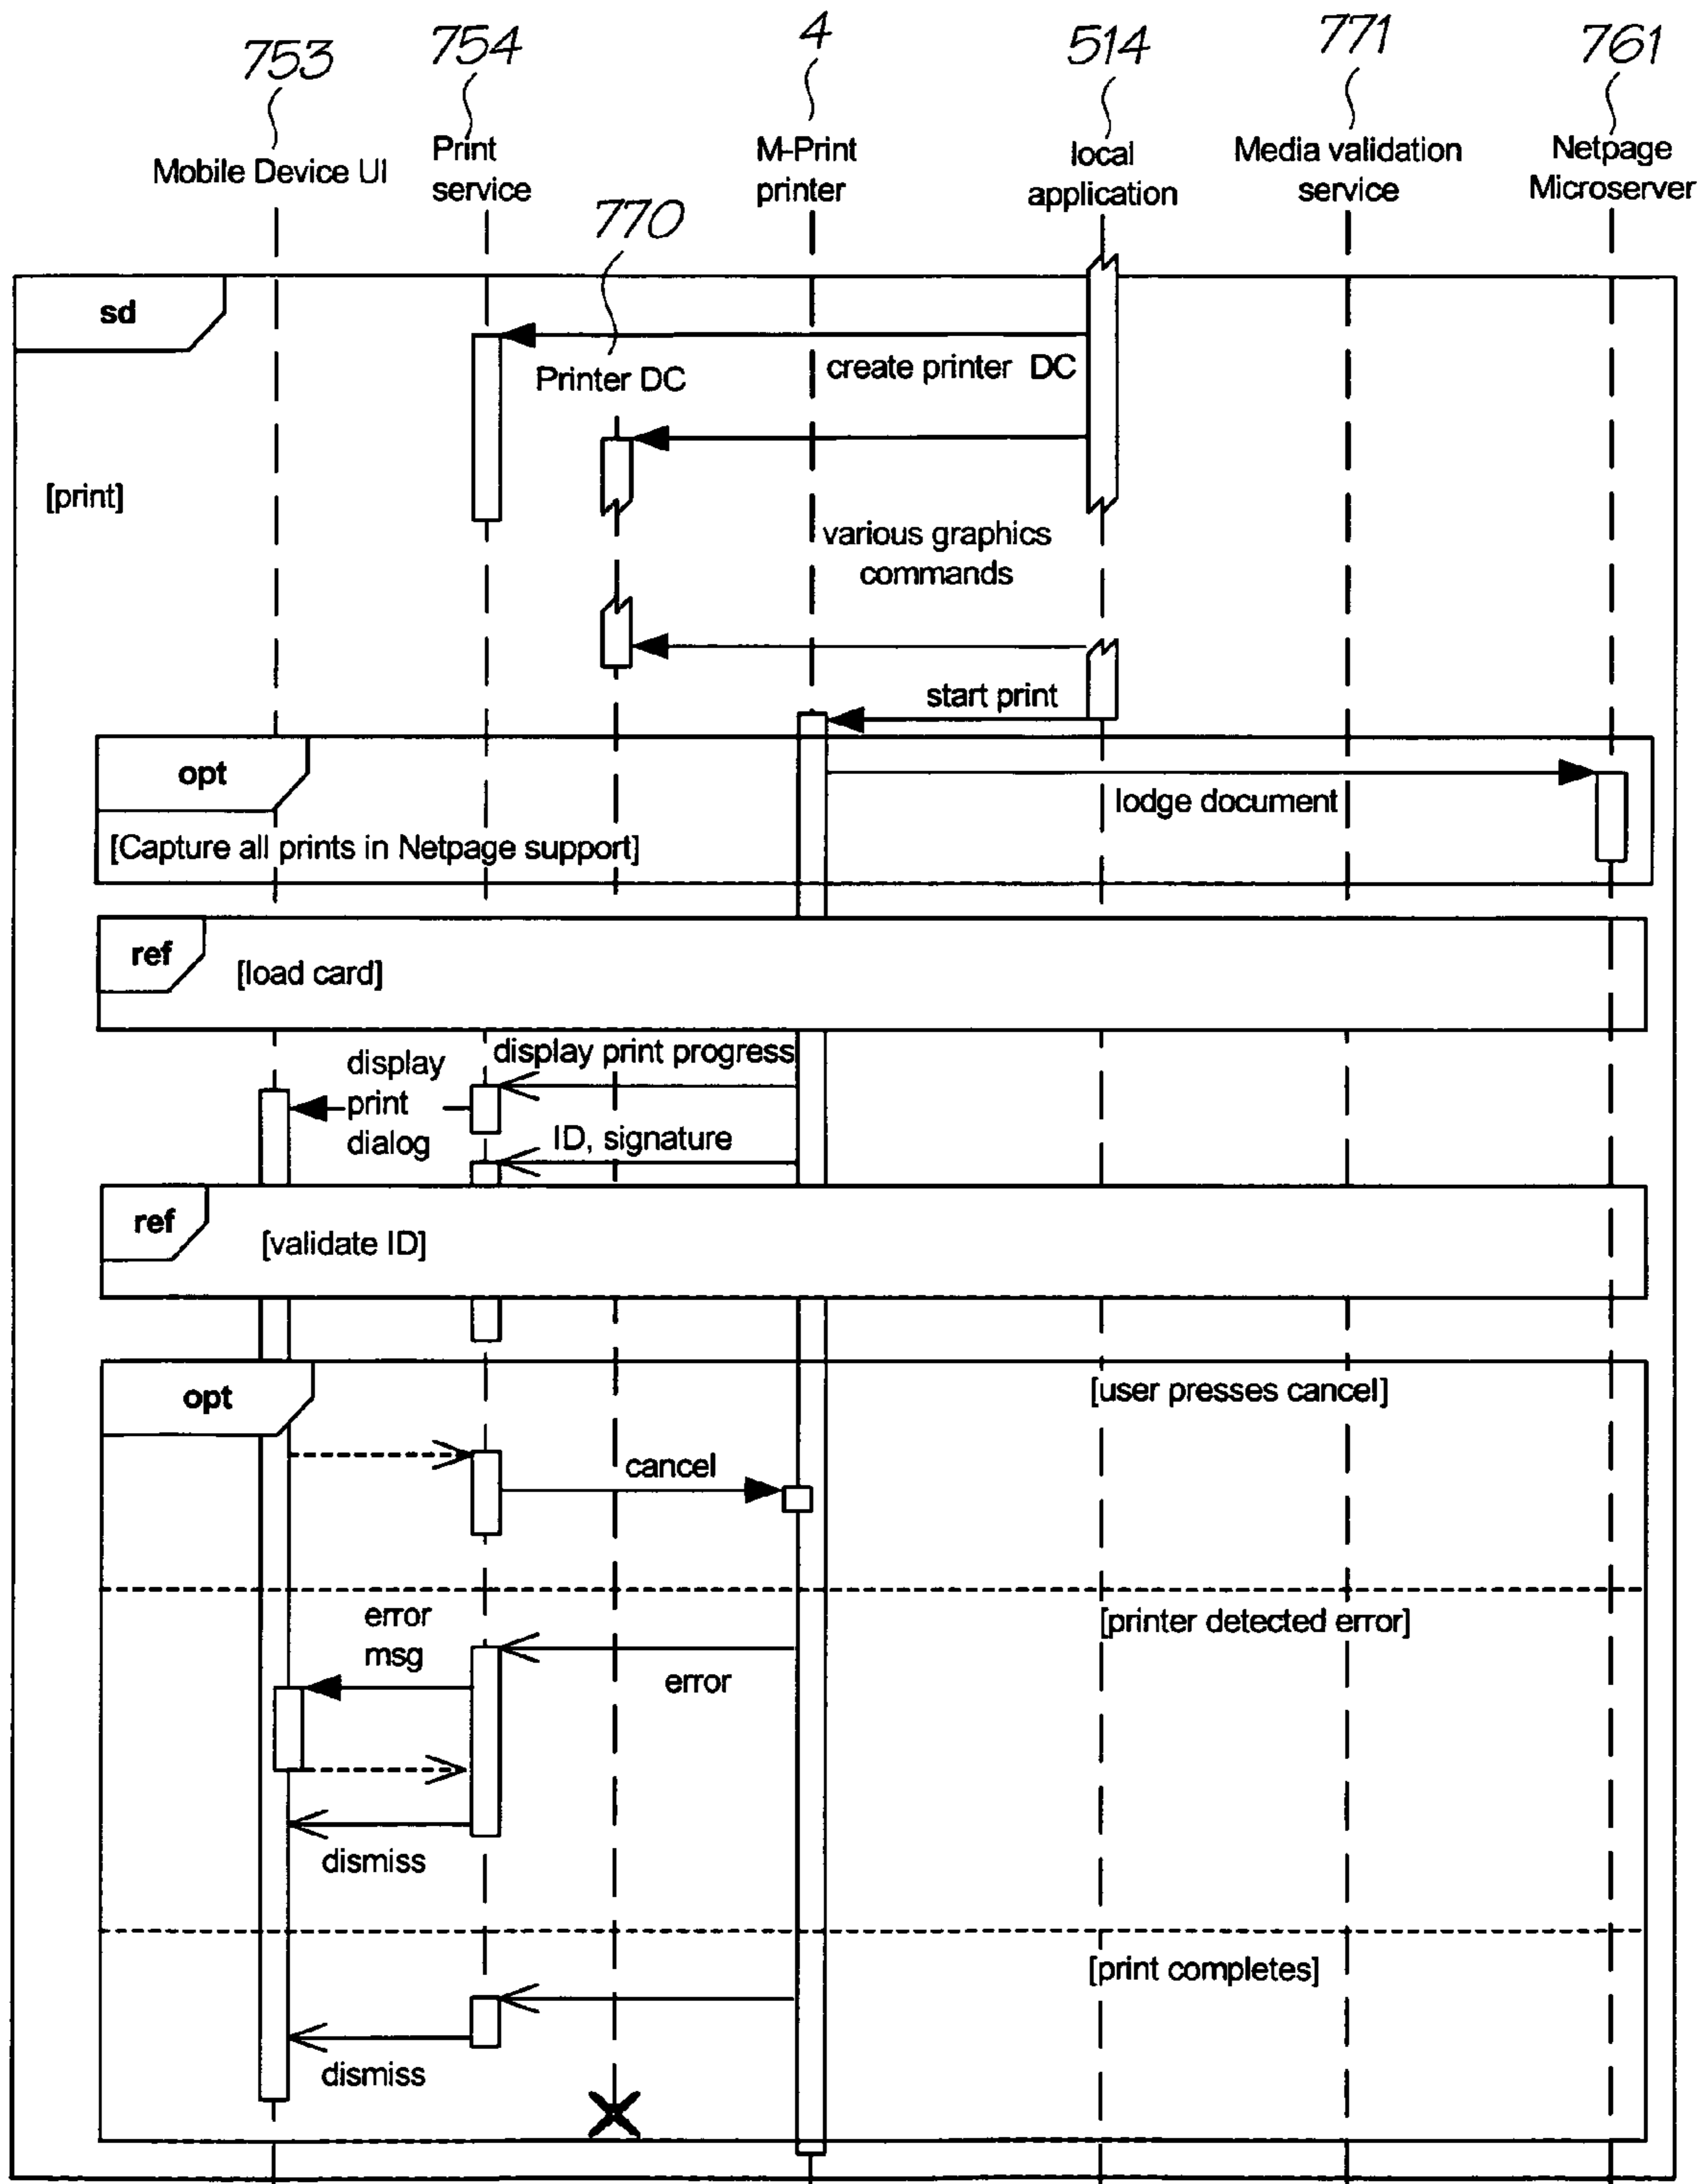 753
754
4
514
771
761
Mobile Device UI
Print
service
M-Print
printer
local
application
Media validation
service
Netpage
Microserver
770
sd
create printer DC
Printer DC
[print]
various graphics
commands
start print
opt
lodge document
[Capture all prints in Netpage support]
ref
[load card]
display print progress
display
print
dialog
ID, signature
ref
[validate ID]
opt
[user presses cancel]
cancel
error
msg
[printer detected error]
error
dismiss
[print completes]
dismiss